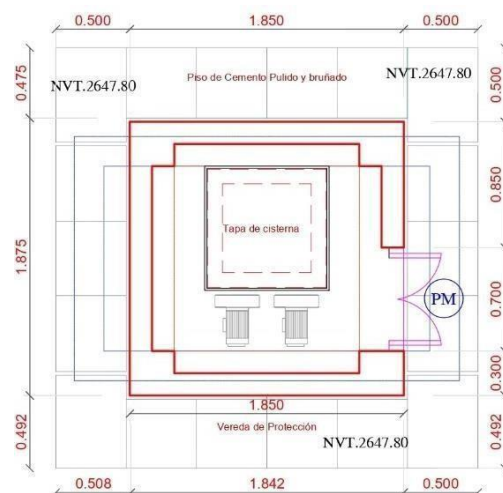 0.500 1.850 0.500
0.475
NVT.2647.80
Piso de Cemento Pulido y bruñado
NVT.2647.80
0.500
0.850
Tapa de cisterna
1.875
0.700
PM
0.300
1.850
Vereda de Protección
NVT.2647.80
0.492
0.492
0.508 1.842 0.500